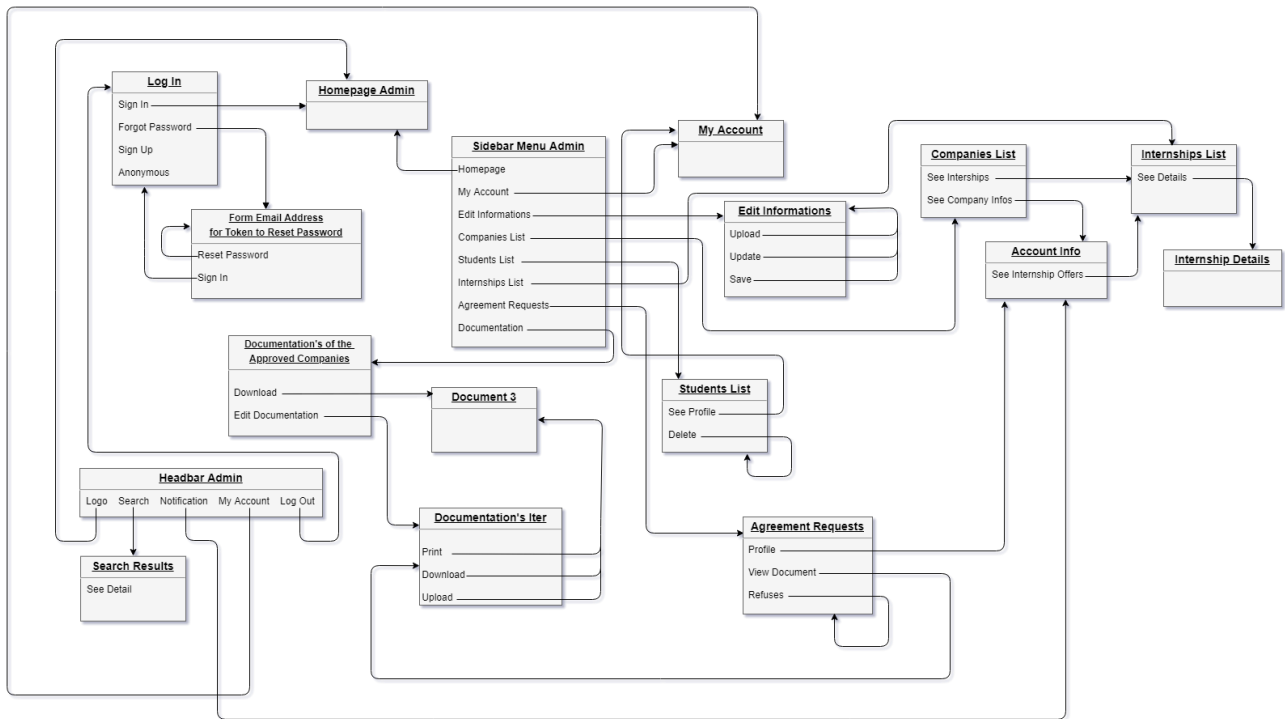 Log In
Sign In
Forgot Password
Sign Up
Anonymous
Homepage Admin
Form Email Address
for Token to Reset Password
Reset Password
Sign In
Sidebar Menu Admin
Homepage
My Account
Edit Informations
Companies List
Students List
Internships List
Agreement Requests
Documentation
My Account
Edit Informations
Upload
Update
Save
Companies List
See Interships
See Company Infos
Internships List
See Details
Account Info
See Internship Offers
Internship Details
Documentation's of the
Approved Companies
Download
Edit Documentation
Document 3
Students List
See Profile
Delete
Headbar Admin
Logo Search Notification My Account Log Out
Search Results
See Detail
Documentation's Iter
Print
Download
Upload
Agreement Requests
Profile
View Document
Refuses